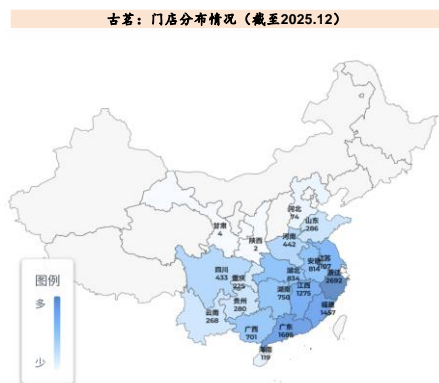 古茗：门店分布情况（截至2025.12）
河北
74
山东
286
甘肃
4
陕西
2
河南
442
安徽
814
江苏
浙江
2692
四川
433
重庆
225
湖北
834
湖南
750
江西
1275
福建
1457
贵州
280
云南
268
广西
701
广东
1686
海南
119
图例
多
少